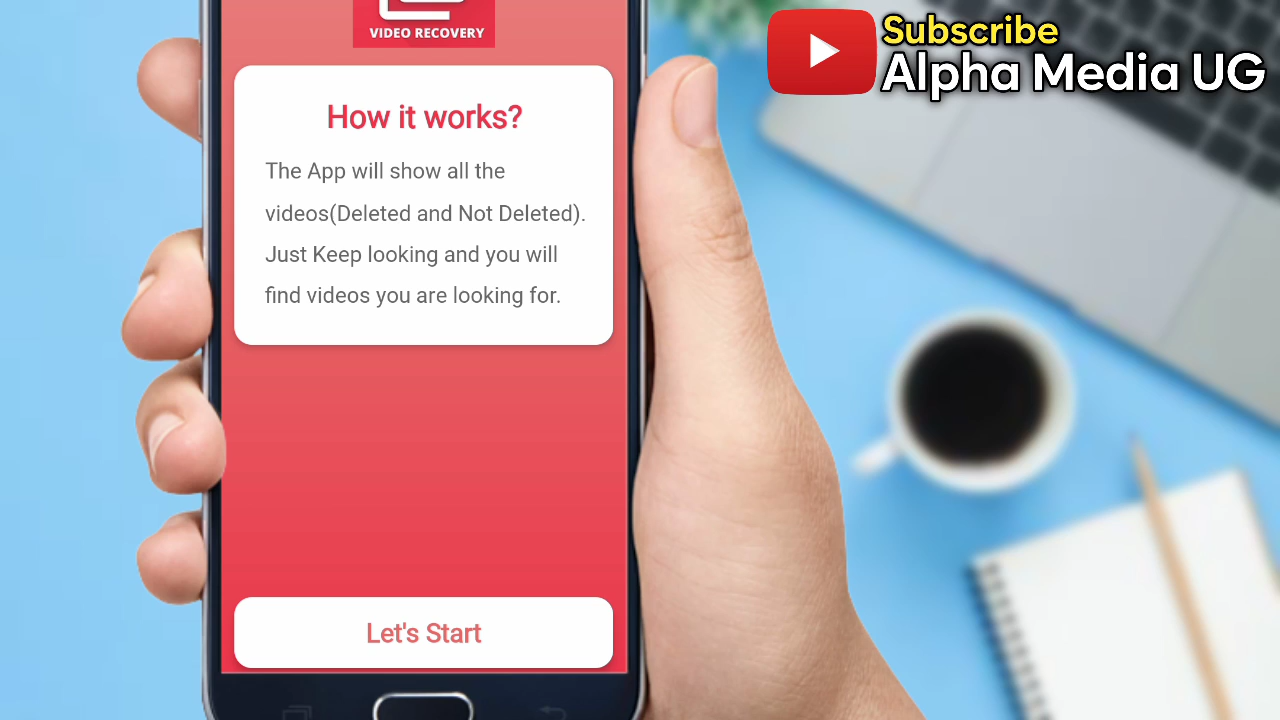 Subscribe
Alpha Media UG
VIDEO RECOVERY
How it works?
The App will show all the
videos(Deleted and Not Deleted).
Just Keep looking and you will
find videos you are looking for.
Let's Start